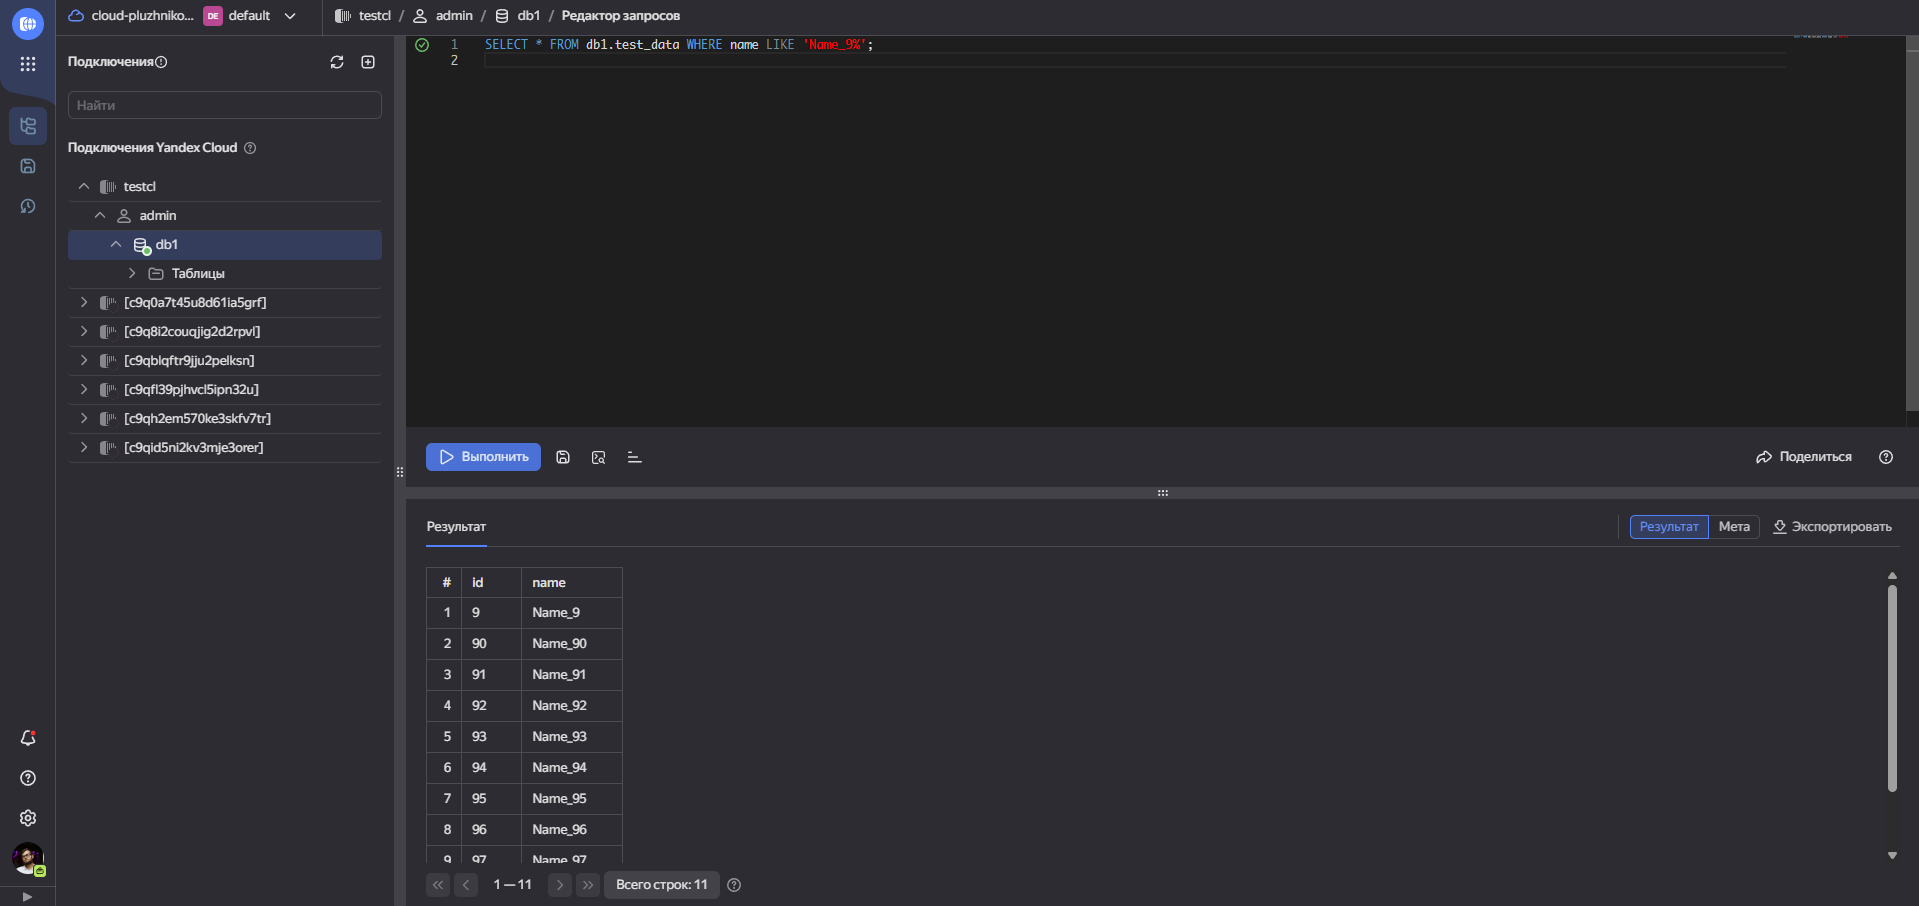 cloud-pluzhniko... DE default testcl / admin / db1 / Редактор запросов
Подключения
Найти
Подключения Yandex Cloud
testcl
admin
db1
Таблицы
[c9q0a7t45u8d61ia5grf]
[c9q8i2couqjig2d2rpvl]
[c9qblqftr9jju2pelksn]
[c9qfl39pjhvcl5ipn32u]
[c9qh2em570ke3skfv7tr]
[c9qid5ni2kv3mje3orer]
1 SELECT * FROM db1.test_data WHERE name LIKE 'Name_9%';
2
Выполнить
Поделиться
Результат
Результат Мета Экспортировать
# id name
1 9 Name_9
2 90 Name_90
3 91 Name_91
4 92 Name_92
5 93 Name_93
6 94 Name_94
7 95 Name_95
8 96 Name_96
9 97 Name_97
1 — 11 Всего строк: 11